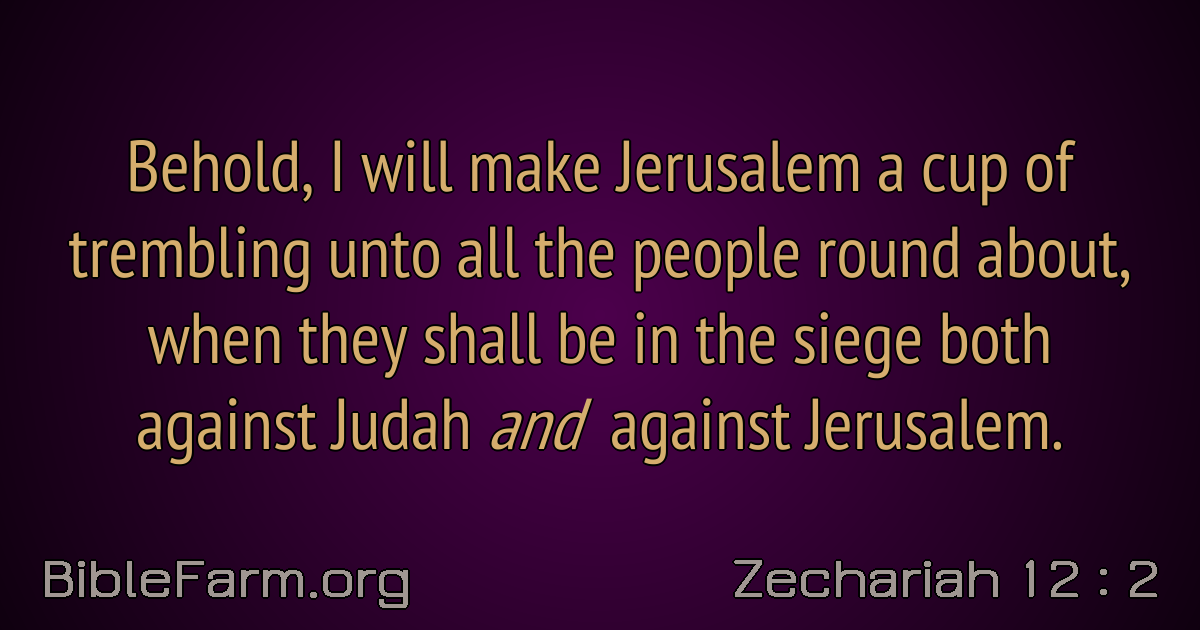 Behold, I will make Jerusalem a cup of
trembling unto all the people round about,
when they shall be in the siege both
against Judah and against Jerusalem.
BibleFarm.org
Zechariah 12 : 2